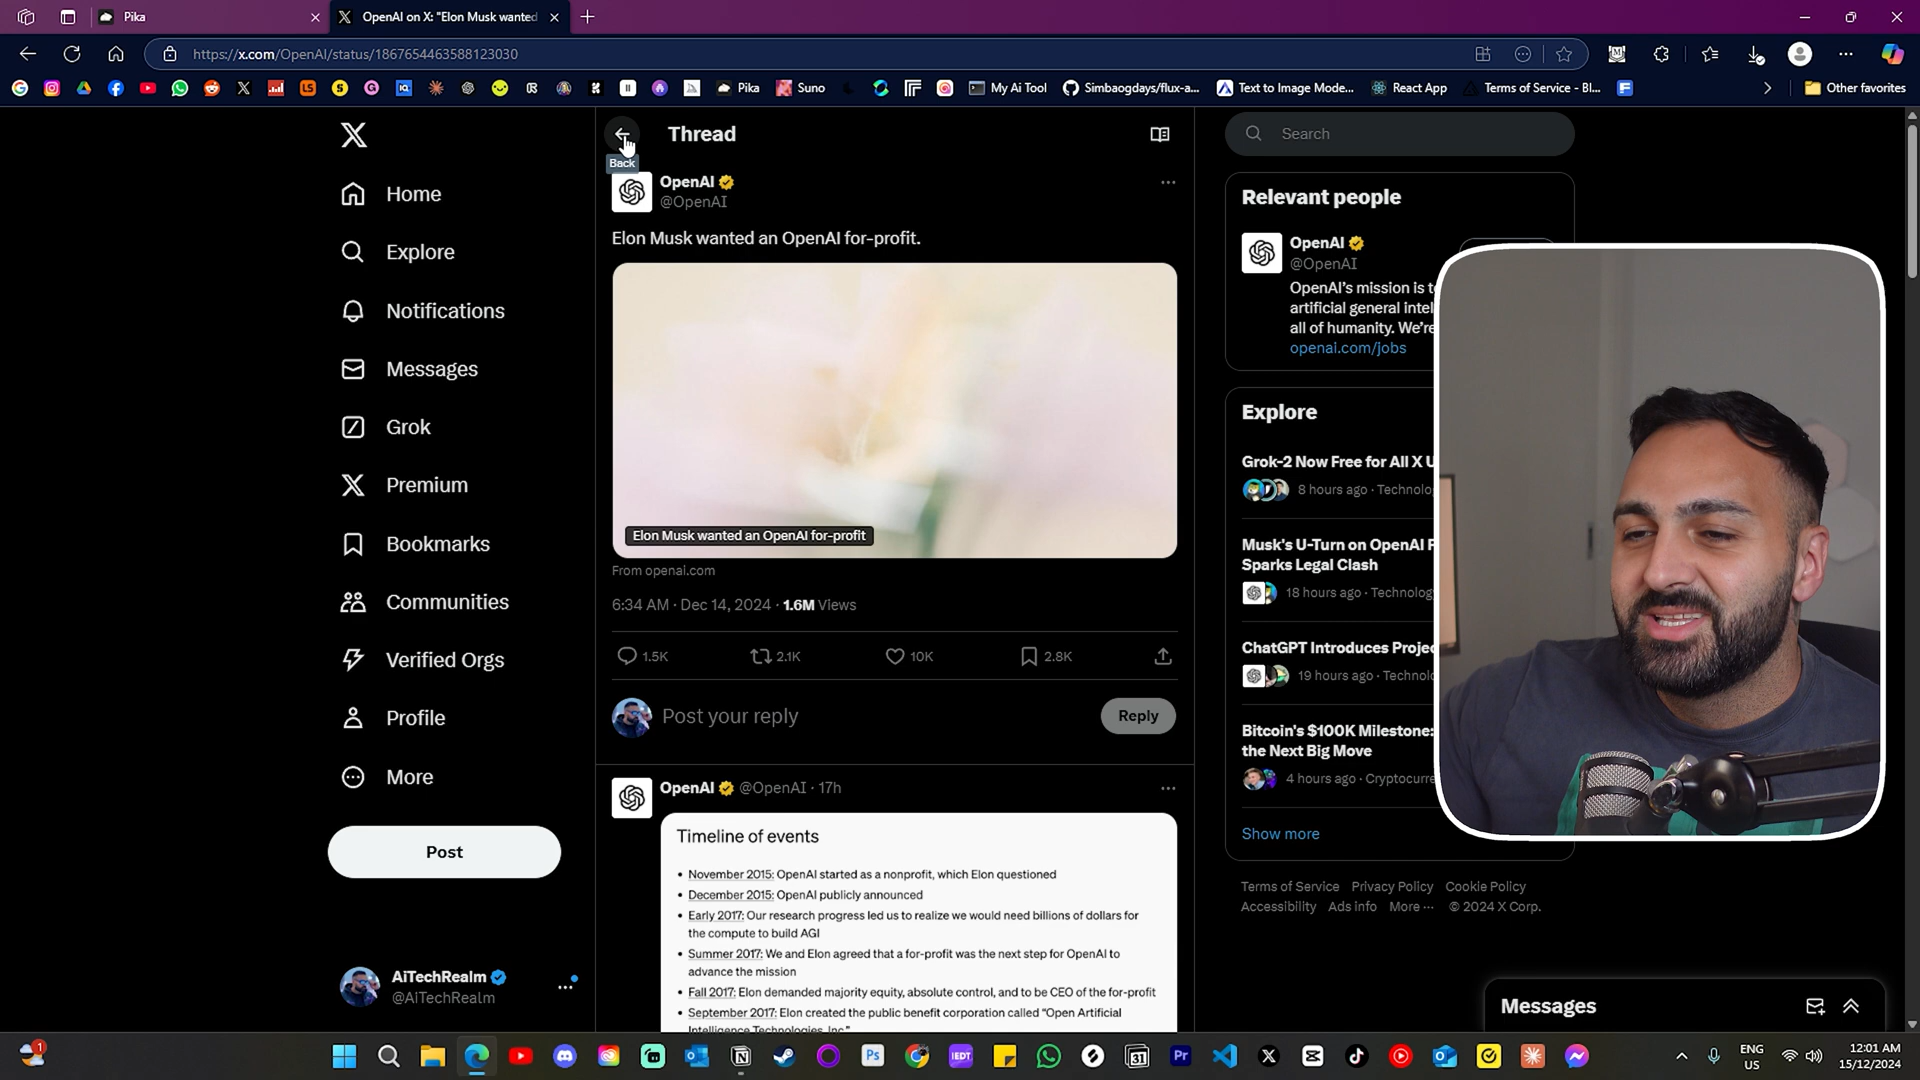 Pika
OpenAI on X: "Elon Musk wanted
https://x.com/OpenAI/status/1867654463588123030
Pika
Suno
My Ai Tool
Simbaogdays/flux-a...
Text to Image Mode...
React App
Terms of Service - Bl...
Other favorites
Home
Explore
Notifications
Messages
Grok
Premium
Bookmarks
Communities
Verified Orgs
Profile
More
Post
AiTechRealm
@AiTechRealm
Thread
Back
OpenAI
@OpenAI
Elon Musk wanted an OpenAI for-profit.
Elon Musk wanted an OpenAI for-profit
From openai.com
6:34 AM · Dec 14, 2024 · 1.6M Views
1.5K 2.1K 10K 2.8K
Post your reply
Reply
OpenAI @OpenAI · 17h
Timeline of events
• November 2015: OpenAI started as a nonprofit, which Elon questioned
• December 2015: OpenAI publicly announced
• Early 2017: Our research progress led us to realize we would need billions of dollars for
the compute to build AGI
• Summer 2017: We and Elon agreed that a for-profit was the next step for OpenAI to
advance the mission
• Fall 2017: Elon demanded majority equity, absolute control, and to be CEO of the for-profit
• September 2017: Elon created the public benefit corporation called "Open Artificial
Intelligence Technologies, Inc."
Search
Relevant people
OpenAI
@OpenAI
OpenAI's mission is t
artificial general intel
all of humanity. We're
openai.com/jobs
Explore
Grok-2 Now Free for All X U
8 hours ago · Technolo
Musk's U-Turn on OpenAI
Sparks Legal Clash
18 hours ago · Technolog
ChatGPT Introduces Projec
19 hours ago · Technol
Bitcoin's $100K Milestone:
the Next Big Move
4 hours ago · Cryptocurre
Show more
Terms of Service Privacy Policy Cookie Policy
Accessibility Ads info More ··· © 2024 X Corp.
Messages
1
Ps
31
IEDT
Pr
ENG
US
12:01 AM
15/12/2024